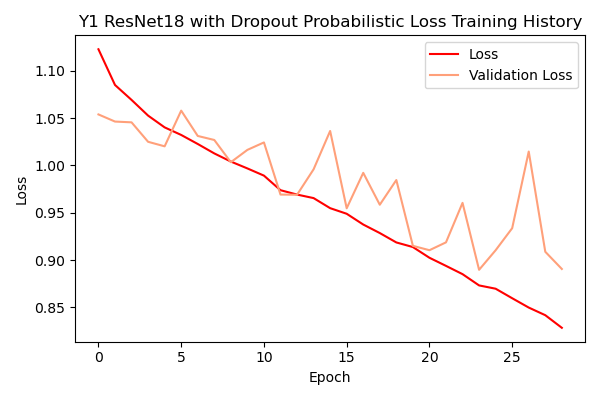 Y1 ResNet18 with Dropout Probabilistic Loss Training History
Loss
Validation Loss
1.10
1.05
1.00
0.95
0.90
0.85
Loss
0 5 10 15 20 25
Epoch